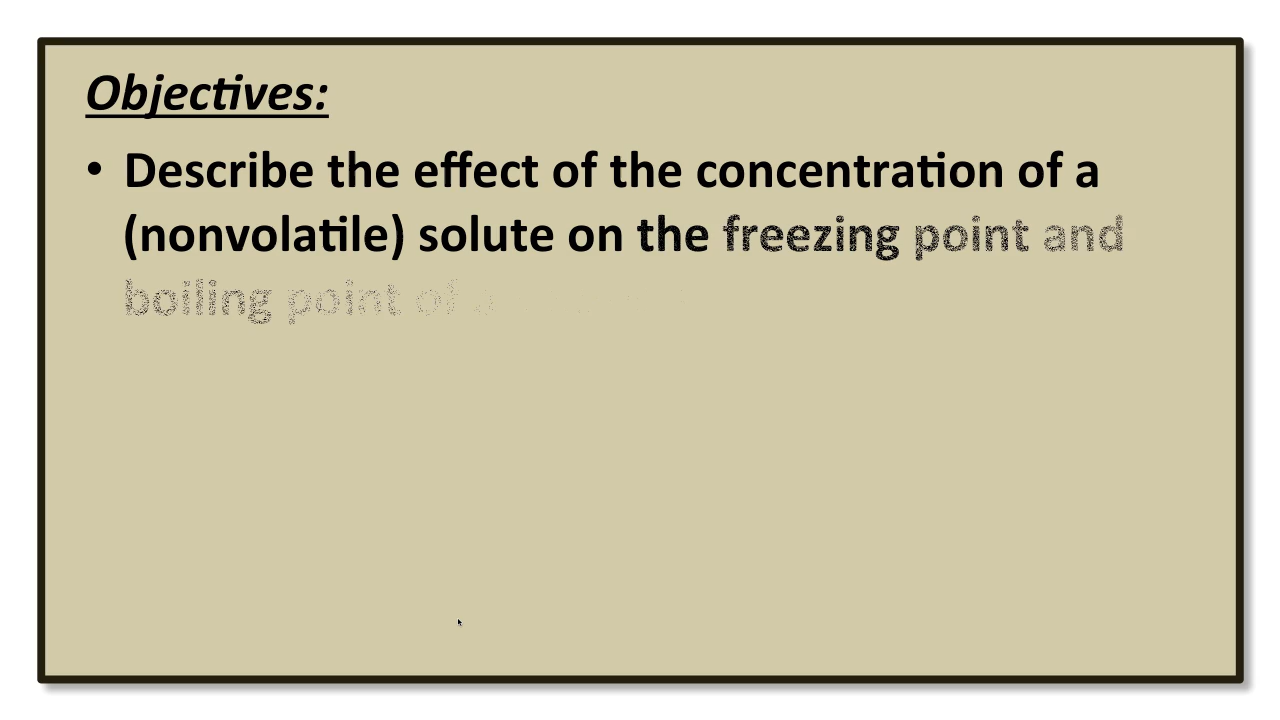 Objectives:
• Describe the effect of the concentration of a
(nonvolatile) solute on the freezing point and
boiling point of a